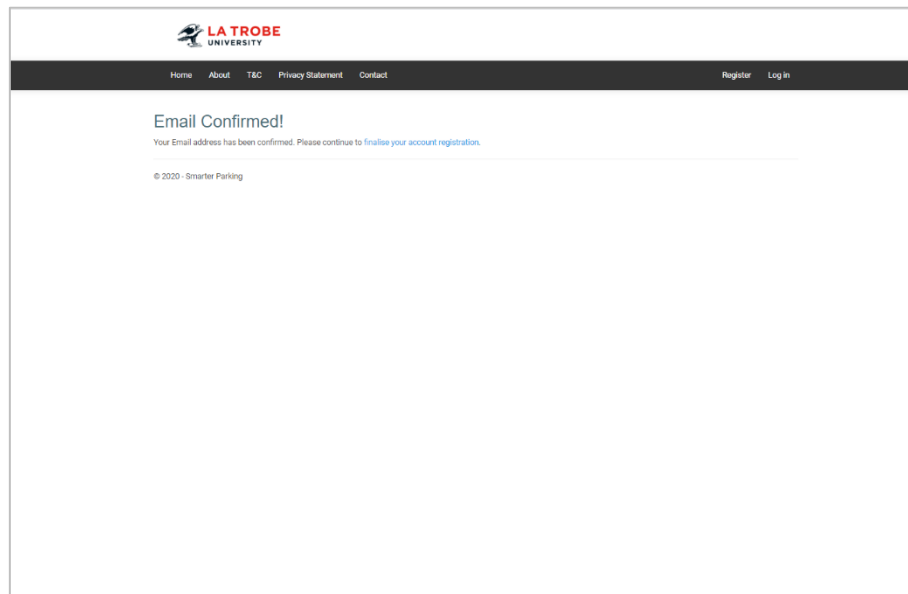 LA TROBE
UNIVERSITY
Home About T&C Privacy Statement Contact Register Log in
Email Confirmed!
Your Email address has been confirmed. Please continue to finalise your account registration.
© 2020 - Smarter Parking